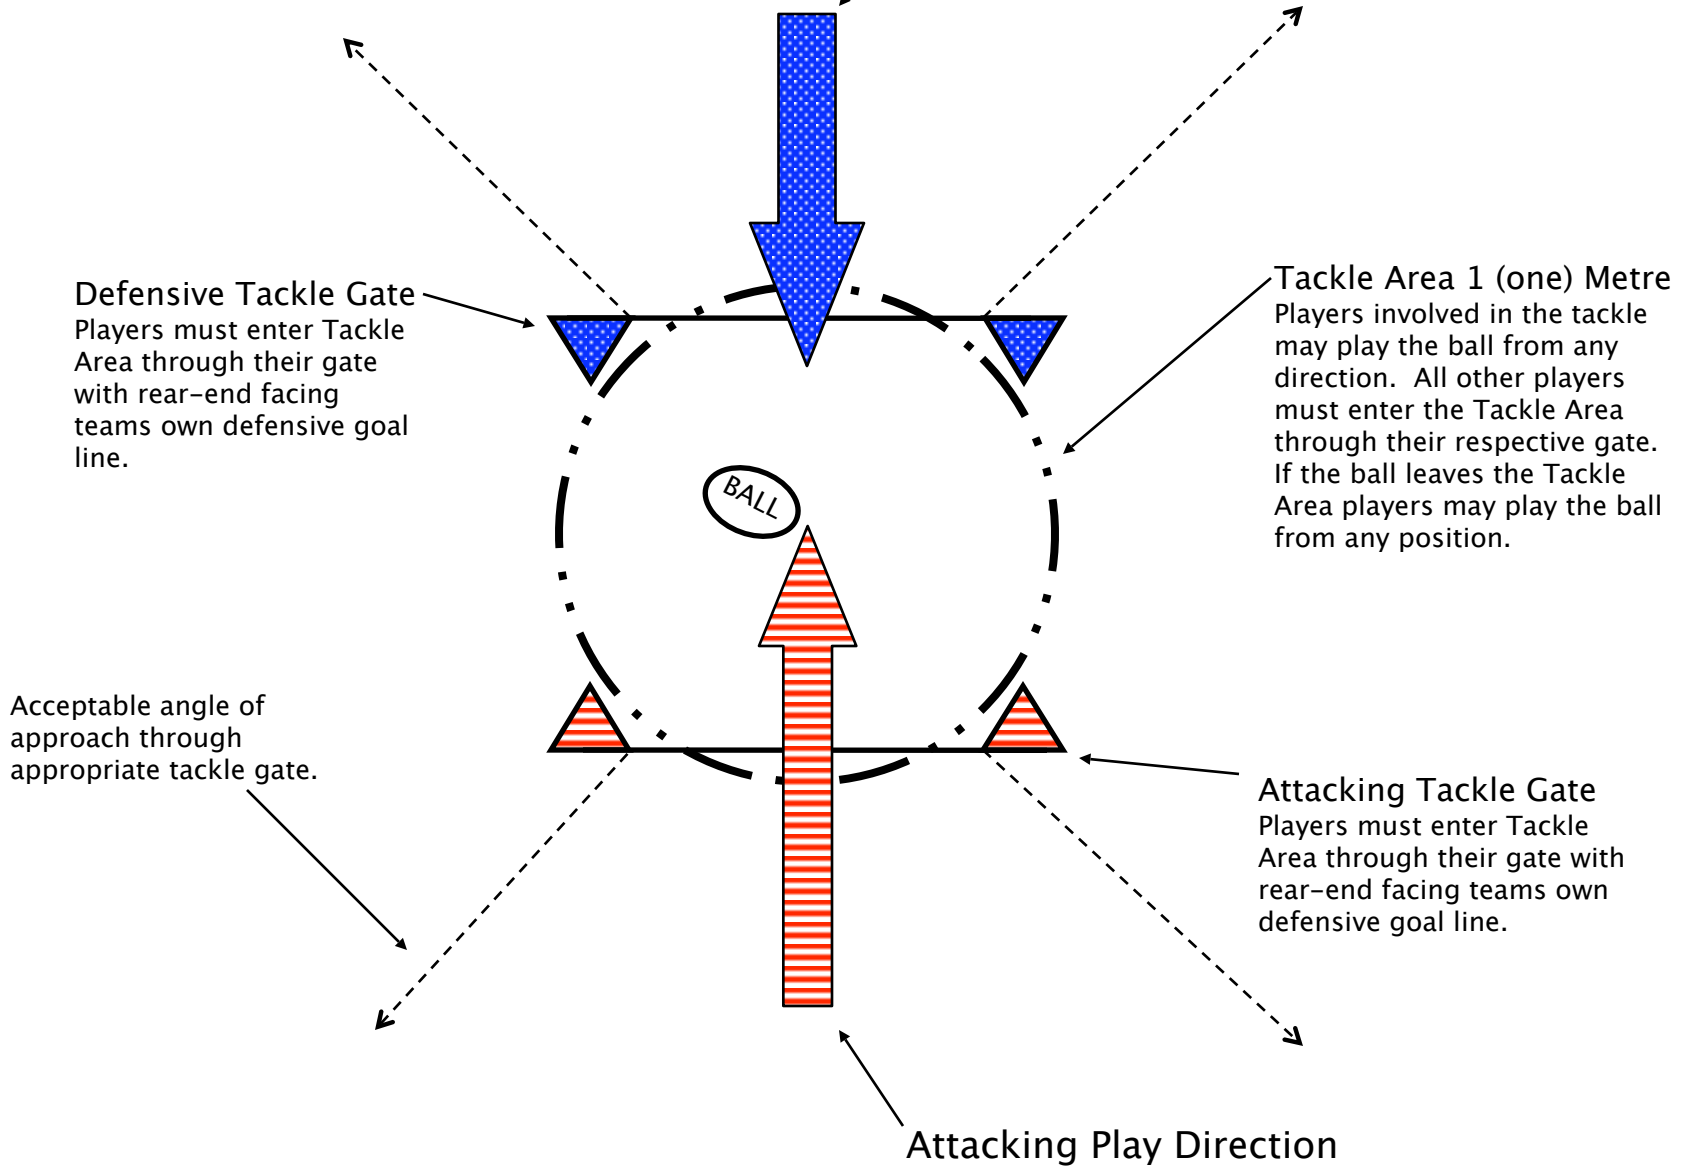 Defensive Tackle Gate
Players must enter Tackle
Area through their gate
with rear-end facing
teams own defensive goal
line.
Tackle Area 1 (one) Metre
Players involved in the tackle
may play the ball from any
direction.  All other players
must enter the Tackle Area
through their respective gate.
If the ball leaves the Tackle
Area players may play the ball
from any position.
BALL
Acceptable angle of
approach through
appropriate tackle gate.
Attacking Tackle Gate
Players must enter Tackle
Area through their gate with
rear-end facing teams own
defensive goal line.
Attacking Play Direction